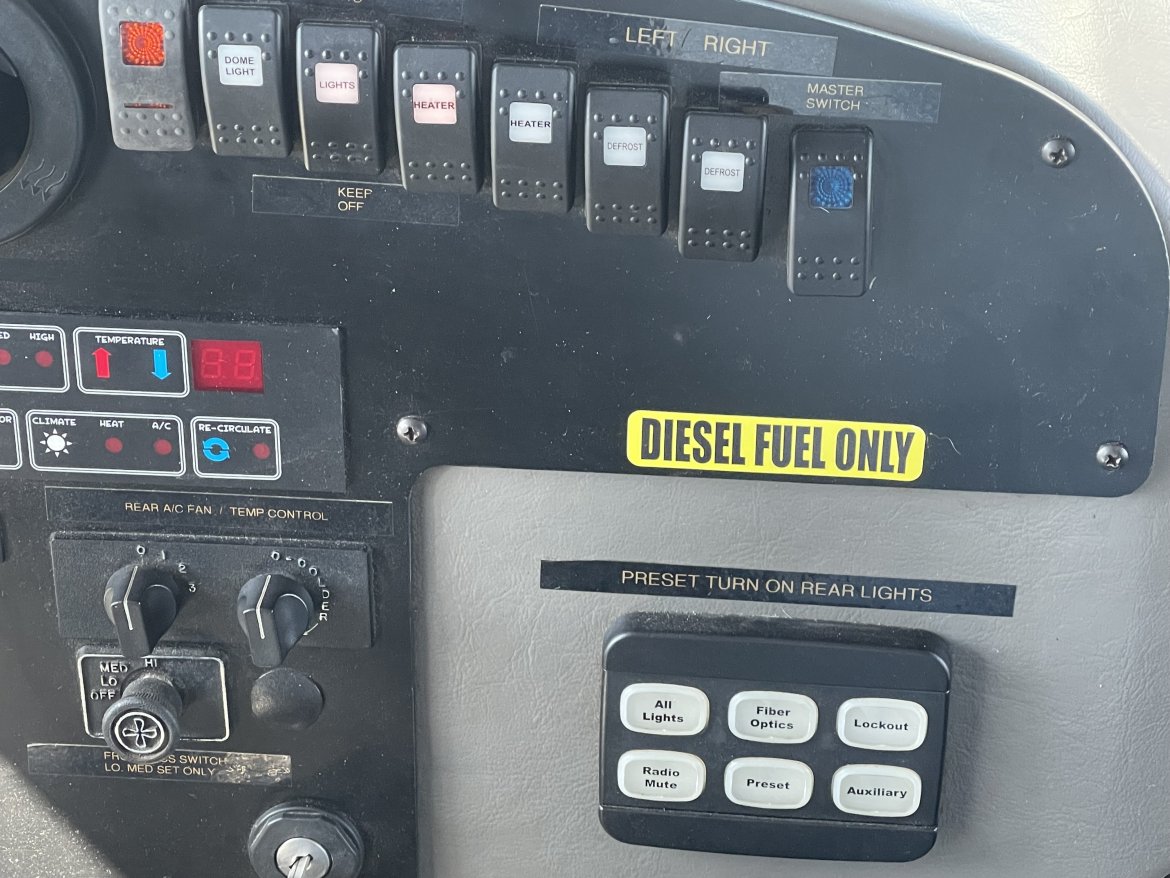 LEFT / RIGHT
MASTER
SWITCH
DOME
LIGHT
LIGHTS
HEATER
HEATER
DEFROST
DEFROST
KEEP
OFF
HIGH
TEMPERATURE
CLIMATE HEAT A/C
RE-CIRCULATE
DIESEL FUEL ONLY
REAR A/C FAN / TEMP CONTROL
0 1 2 3
PRESET TURN ON REAR LIGHTS
HI
MED
LO
OFF
SWITCH
LO. MED SET ONLY
All
Lights
Fiber
Optics
Lockout
Radio
Mute
Preset
Auxiliary